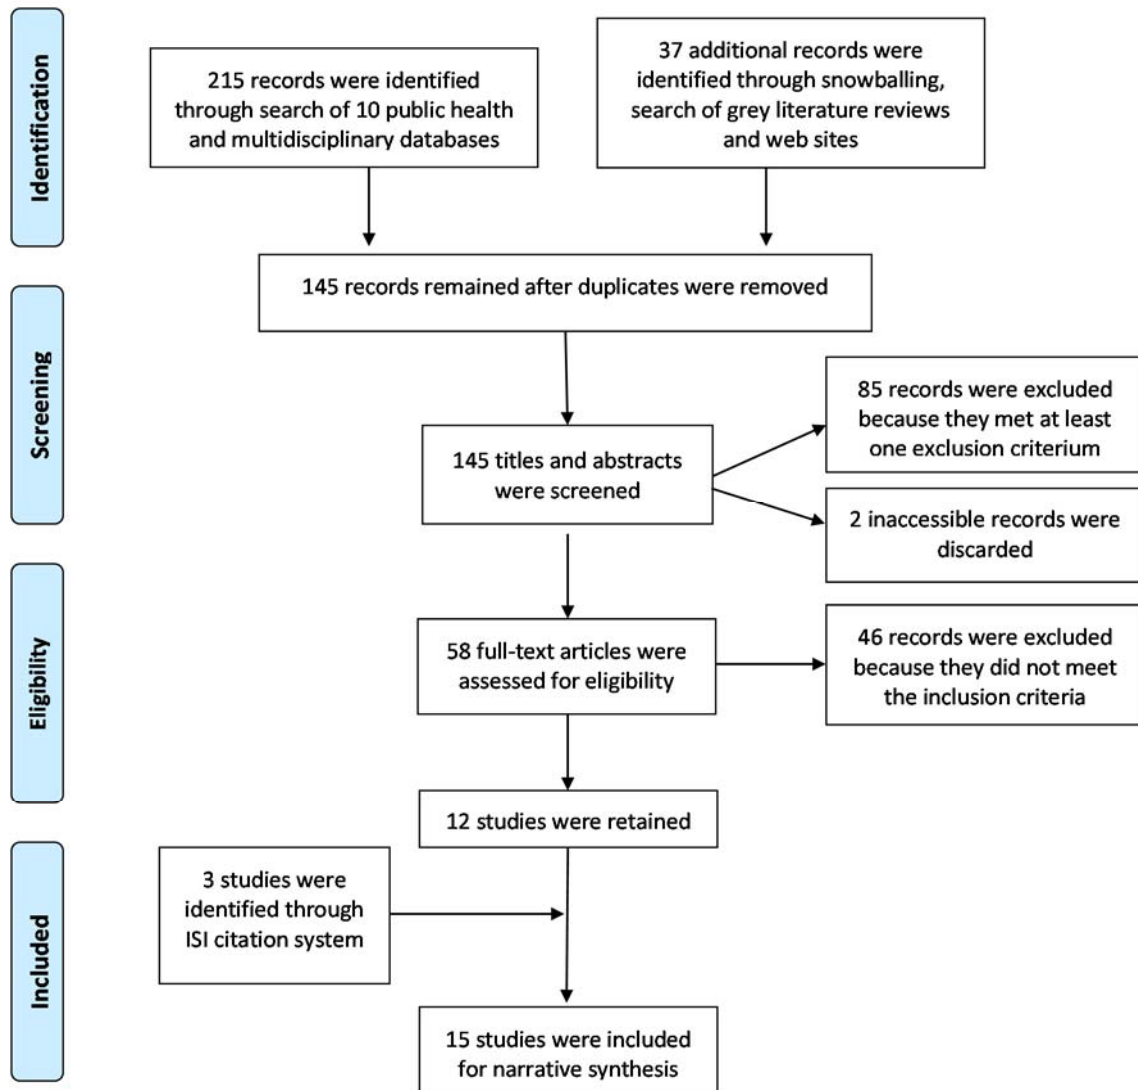 Identification
215 records were identified
through search of 10 public health
and multidisciplinary databases
37 additional records were
identified through snowballing,
search of grey literature reviews
and web sites
145 records remained after duplicates were removed
Screening
145 titles and abstracts
were screened
85 records were excluded
because they met at least
one exclusion criterium
2 inaccessible records were
discarded
Eligibility
58 full-text articles were
assessed for eligibility
46 records were excluded
because they did not meet
the inclusion criteria
12 studies were retained
Included
3 studies were
identified through
ISI citation system
15 studies were included
for narrative synthesis